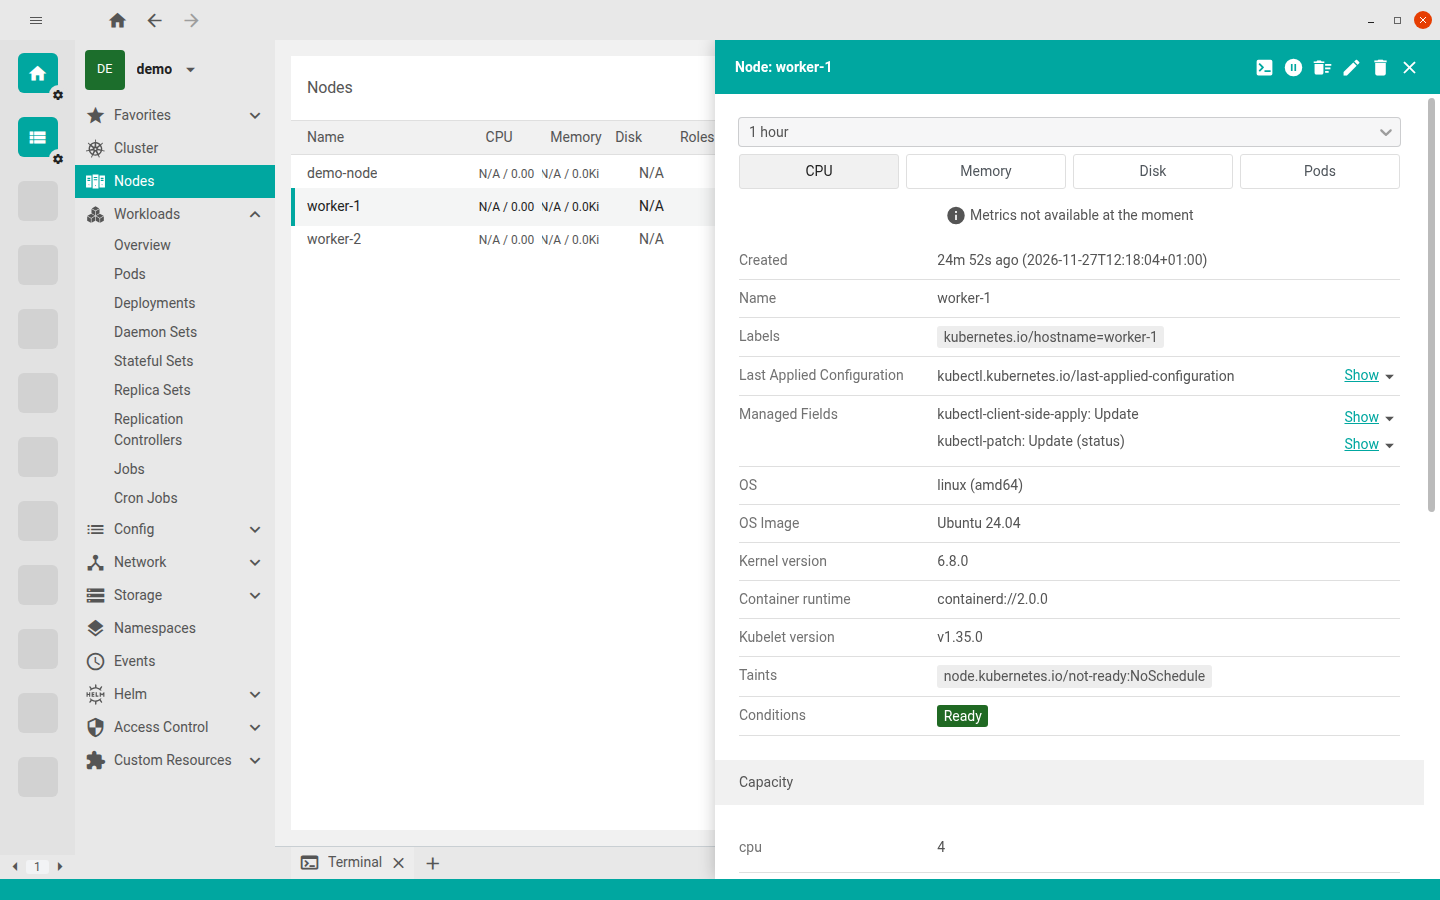 DE
demo
Favorites
Cluster
Nodes
Workloads
Overview
Pods
Deployments
Daemon Sets
Stateful Sets
Replica Sets
Replication
Controllers
Jobs
Cron Jobs
Config
Network
Storage
Namespaces
Events
HELM
Helm
Access Control
Custom Resources
1
Nodes
Name CPU Memory Disk Roles
demo-node N/A / 0.00 N/A / 0.0Ki N/A
worker-1 N/A / 0.00 N/A / 0.0Ki N/A
worker-2 N/A / 0.00 N/A / 0.0Ki N/A
Terminal
Node: worker-1
1 hour
CPU Memory Disk Pods
Metrics not available at the moment
Created 24m 52s ago (2026-11-27T12:18:04+01:00)
Name worker-1
Labels kubernetes.io/hostname=worker-1
Last Applied Configuration kubectl.kubernetes.io/last-applied-configuration Show
Managed Fields kubectl-client-side-apply: Update Show
kubectl-patch: Update (status) Show
OS linux (amd64)
OS Image Ubuntu 24.04
Kernel version 6.8.0
Container runtime containerd://2.0.0
Kubelet version v1.35.0
Taints node.kubernetes.io/not-ready:NoSchedule
Conditions Ready
Capacity
cpu 4